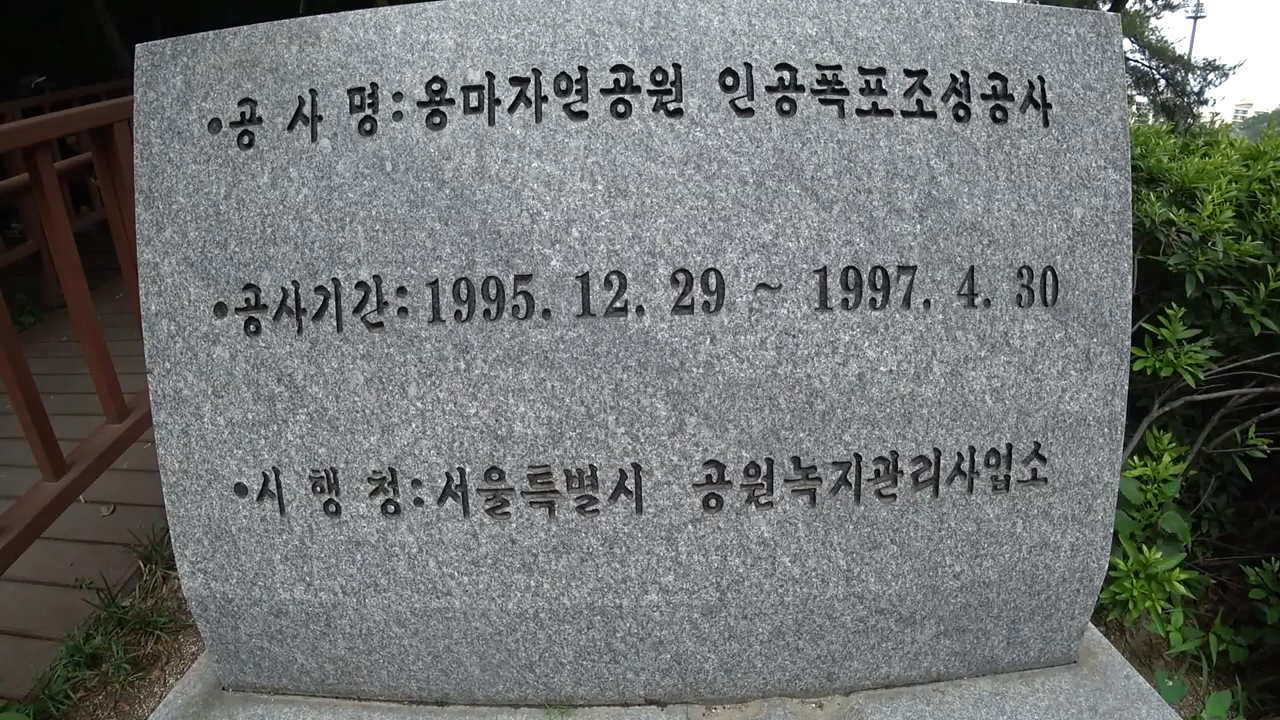 •공 사 명:용마자연공원 인공폭포조성공사
•공사기간:1995. 12. 29 ~ 1997. 4. 30
•시 행 청:서울특별시 공원녹지관리사업소